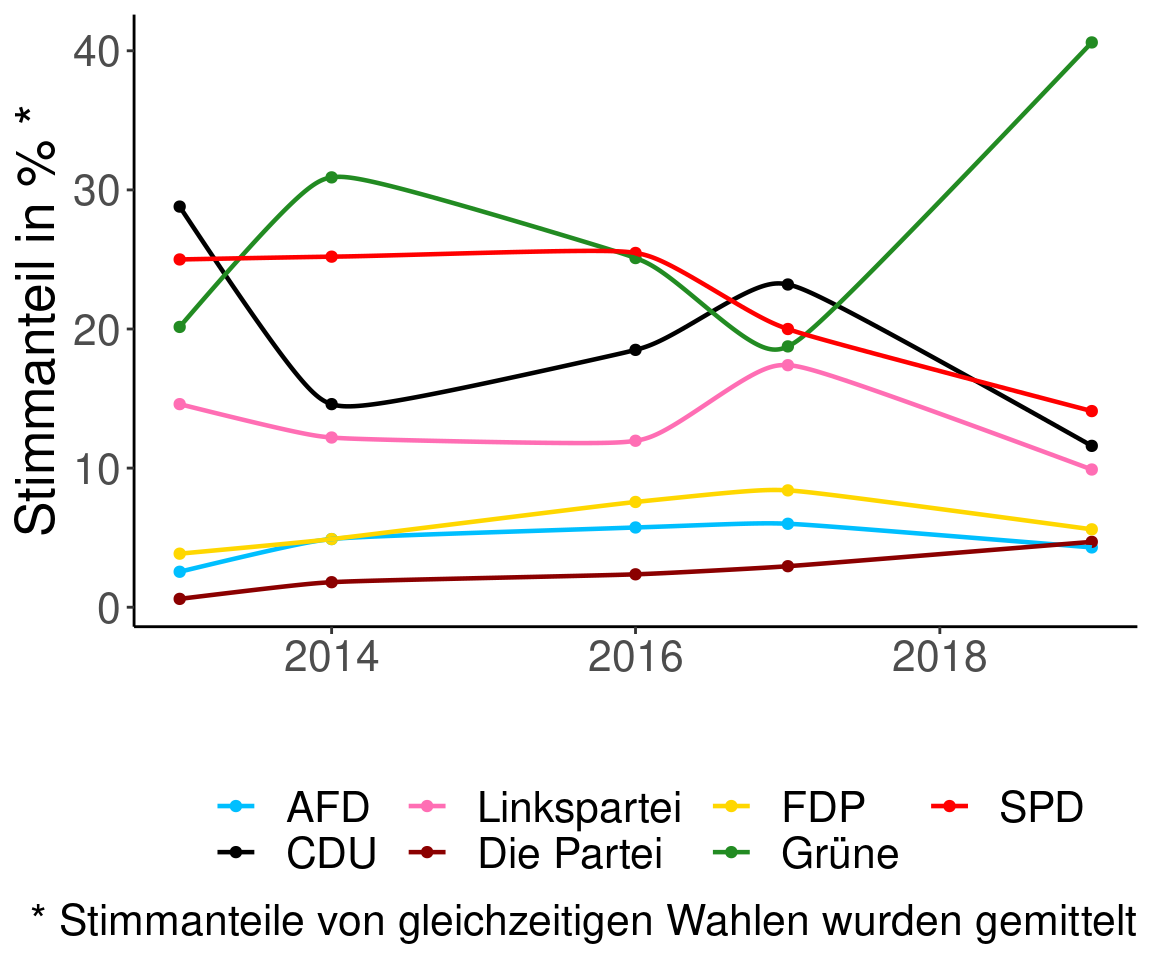 Stimmanteil in % *
40
30
20
10
0
2014 2016 2018
AFD Linkspartei FDP SPD
CDU Die Partei Grüne
* Stimmanteile von gleichzeitigen Wahlen wurden gemittelt